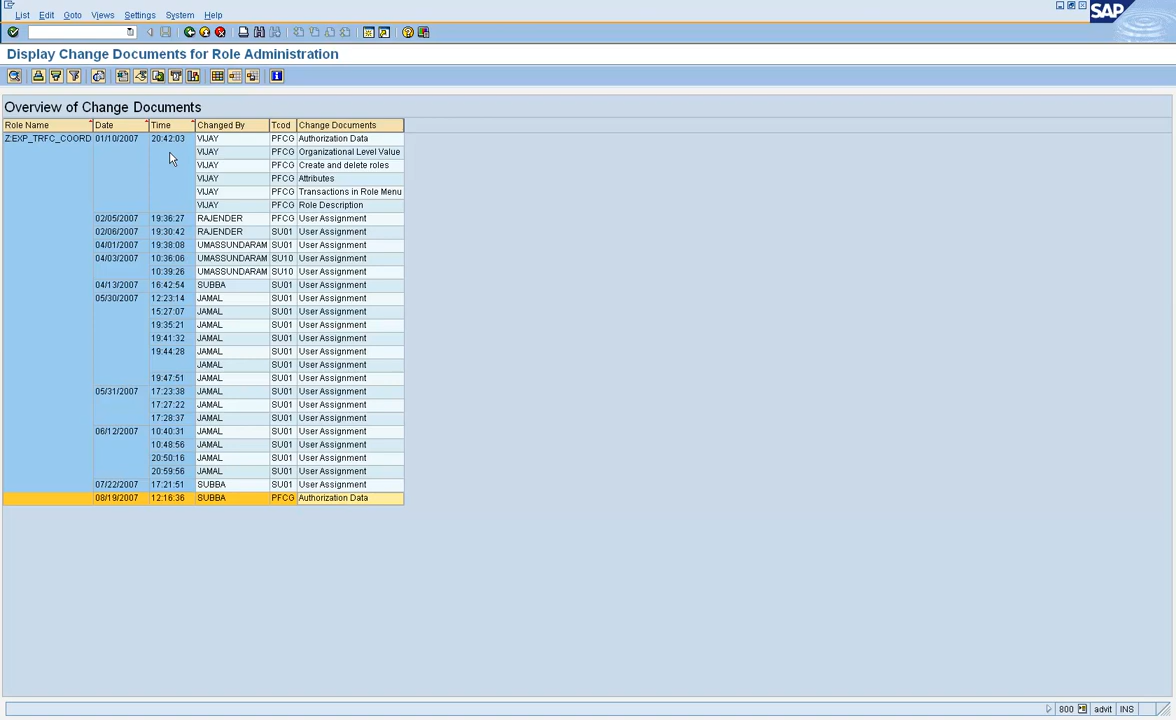 List Edit Goto Views Settings System Help
SAP
Display Change Documents for Role Administration
Overview of Change Documents
Role Name Date Time Changed By Tcod Change Documents
Z:EXP_TRFC_COORD 01/10/2007 20:42:03 VIJAY PFCG Authorization Data
VIJAY PFCG Organizational Level Value
VIJAY PFCG Create and delete roles
VIJAY PFCG Attributes
VIJAY PFCG Transactions in Role Menu
VIJAY PFCG Role Description
02/05/2007 19:36:27 RAJENDER PFCG User Assignment
02/06/2007 19:30:42 RAJENDER SU01 User Assignment
04/01/2007 19:38:08 UMASSUNDARAM SU01 User Assignment
04/03/2007 10:36:06 UMASSUNDARAM SU10 User Assignment
10:39:26 UMASSUNDARAM SU10 User Assignment
04/13/2007 16:42:54 SUBBA SU01 User Assignment
05/30/2007 12:23:14 JAMAL SU01 User Assignment
15:27:07 JAMAL SU01 User Assignment
19:35:21 JAMAL SU01 User Assignment
19:41:32 JAMAL SU01 User Assignment
19:44:28 JAMAL SU01 User Assignment
JAMAL SU01 User Assignment
19:47:51 JAMAL SU01 User Assignment
05/31/2007 17:23:38 JAMAL SU01 User Assignment
17:27:22 JAMAL SU01 User Assignment
17:28:37 JAMAL SU01 User Assignment
06/12/2007 10:40:31 JAMAL SU01 User Assignment
10:48:56 JAMAL SU01 User Assignment
20:50:16 JAMAL SU01 User Assignment
20:59:56 JAMAL SU01 User Assignment
07/22/2007 17:21:51 SUBBA SU01 User Assignment
08/19/2007 12:16:36 SUBBA PFCG Authorization Data
800 advit INS